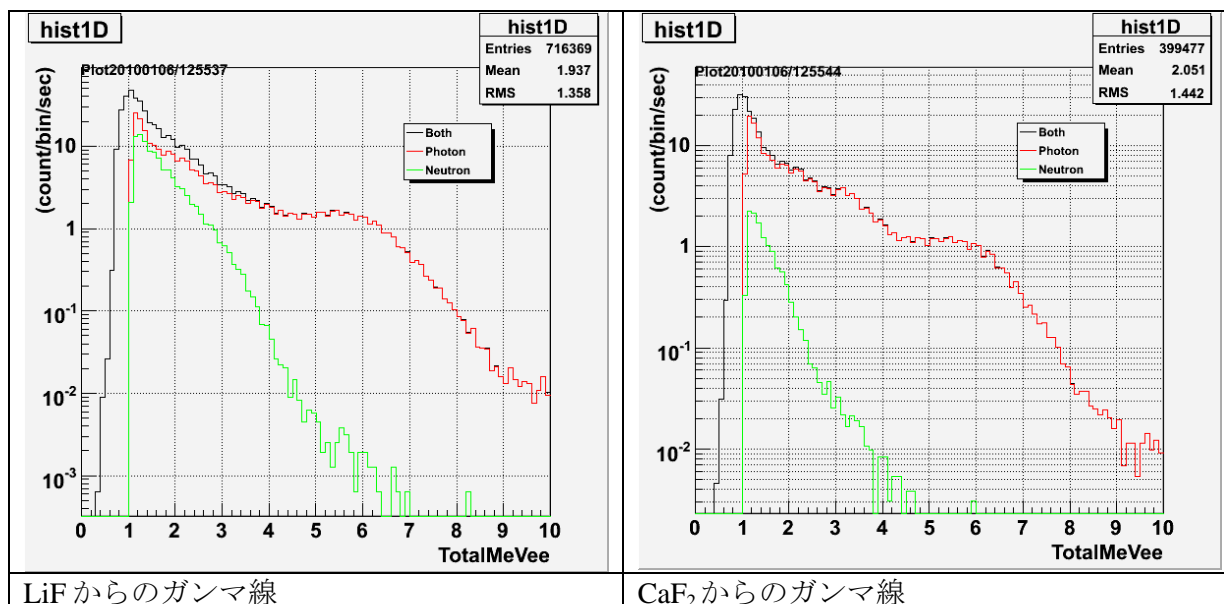 hist1D
hist1D
Entries 716369
Mean 1.937
RMS 1.358
Plot20100106/125537
(count/bin/sec)
Both
Photon
Neutron
10
1
10-1
10-2
10-3
0 1 2 3 4 5 6 7 8 9 10
TotalMeVee
LiFからのガンマ線
hist1D
hist1D
Entries 399477
Mean 2.051
RMS 1.442
Plot20100106/125544
(count/bin/sec)
Both
Photon
Neutron
10
1
10-1
10-2
0 1 2 3 4 5 6 7 8 9 10
TotalMeVee
CaF2からのガンマ線